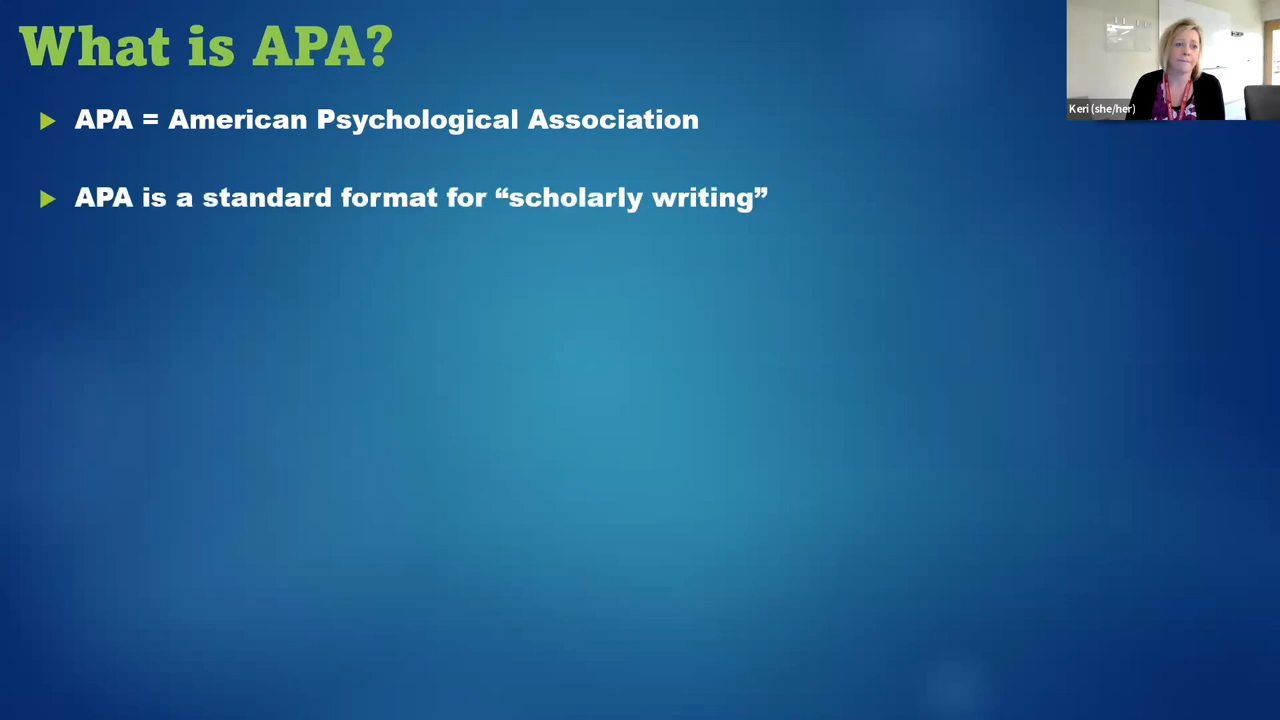 What is APA?
APA = American Psychological Association
APA is a standard format for “scholarly writing”
Keri (she/her)